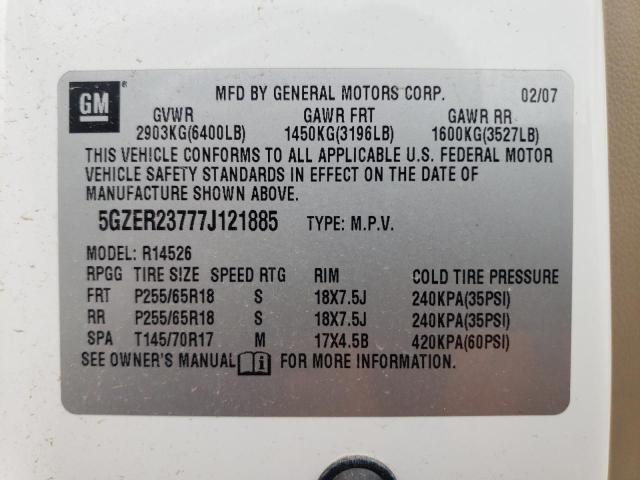 GM
MFD BY GENERAL MOTORS CORP. 02/07
GVWR GAWR FRT GAWR RR
2903KG(6400LB) 1450KG(3196LB) 1600KG(3527LB)
THIS VEHICLE CONFORMS TO ALL APPLICABLE U.S. FEDERAL MOTOR
VEHICLE SAFETY STANDARDS IN EFFECT ON THE DATE OF
MANUFACTURE SHOWN ABOVE.
5GZER23777J121885 TYPE: M.P.V.
MODEL: R14526
RPGG TIRE SIZE SPEED RTG RIM COLD TIRE PRESSURE
FRT P255/65R18 S 18X7.5J 240KPA(35PSI)
RR P255/65R18 S 18X7.5J 240KPA(35PSI)
SPA T145/70R17 M 17X4.5B 420KPA(60PSI)
SEE OWNER'S MANUAL FOR MORE INFORMATION.